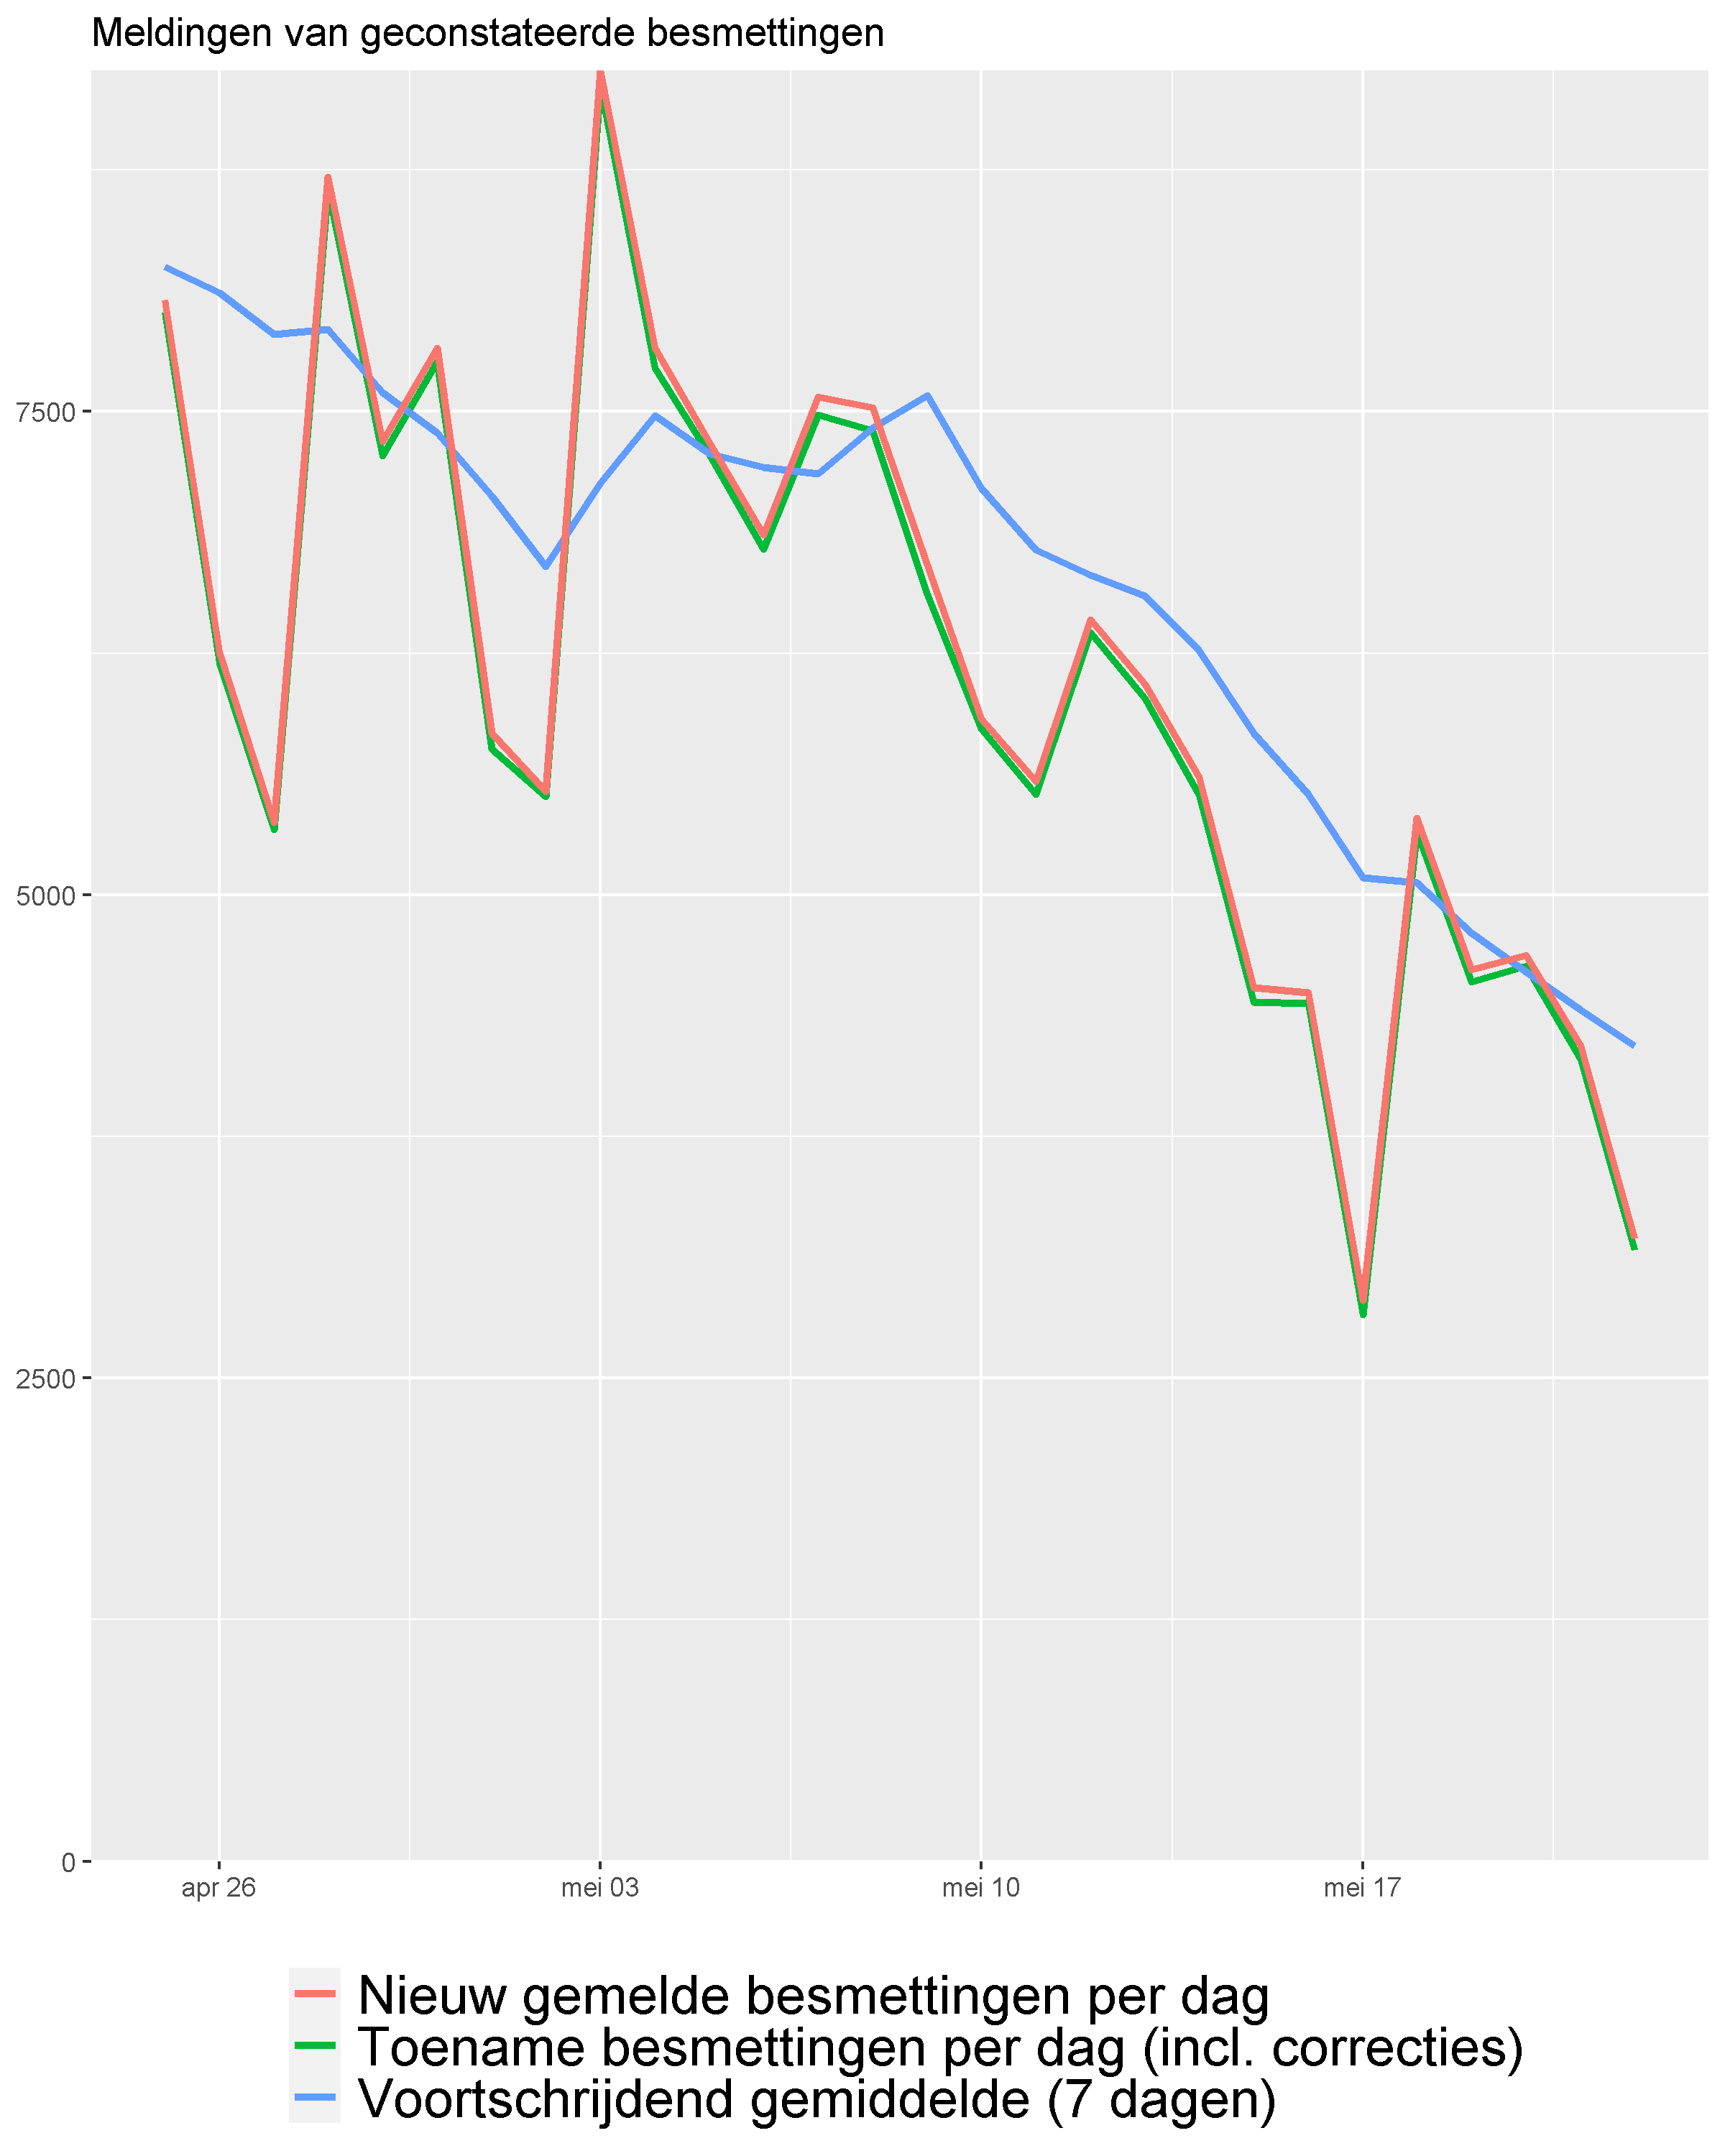 Meldingen van geconstateerde besmettingen
7500
5000
2500
0
apr 26 mei 03 mei 10 mei 17
Nieuw gemelde besmettingen per dag
Toename besmettingen per dag (incl. correcties)
Voortschrijdend gemiddelde (7 dagen)